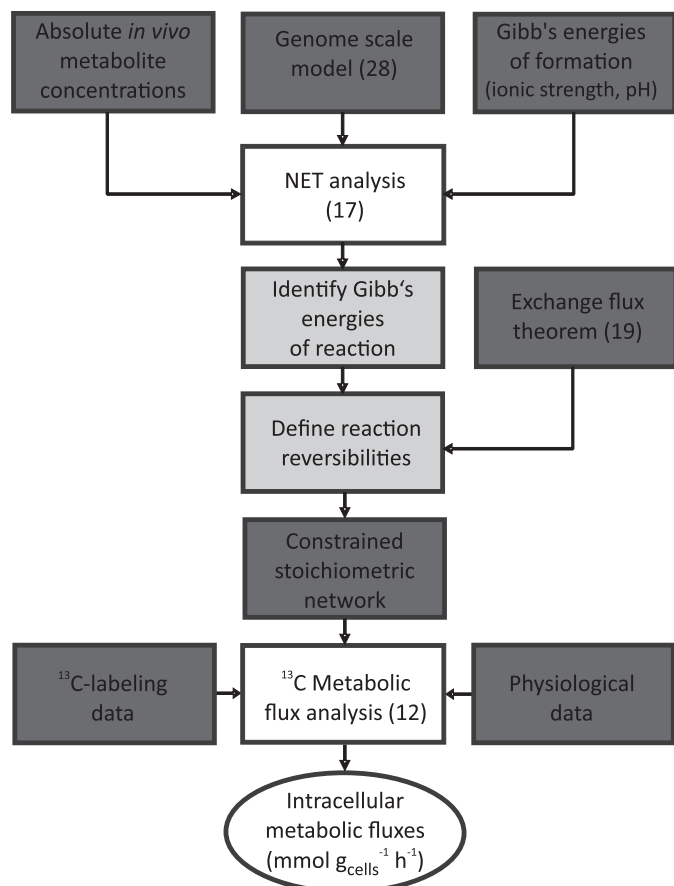 Absolute in vivo
metabolite
concentrations
Genome scale
model (28)
Gibb's energies
of formation
(ionic strength, pH)
NET analysis
(17)
Identify Gibb‘s
energies
of reaction
Exchange flux
theorem (19)
Define reaction
reversibilities
Constrained
stoichiometric
network
¹³C-labeling
data
¹³C Metabolic
flux analysis (12)
Physiological
data
Intracellular
metabolic fluxes
(mmol g_cells⁻¹ h⁻¹)